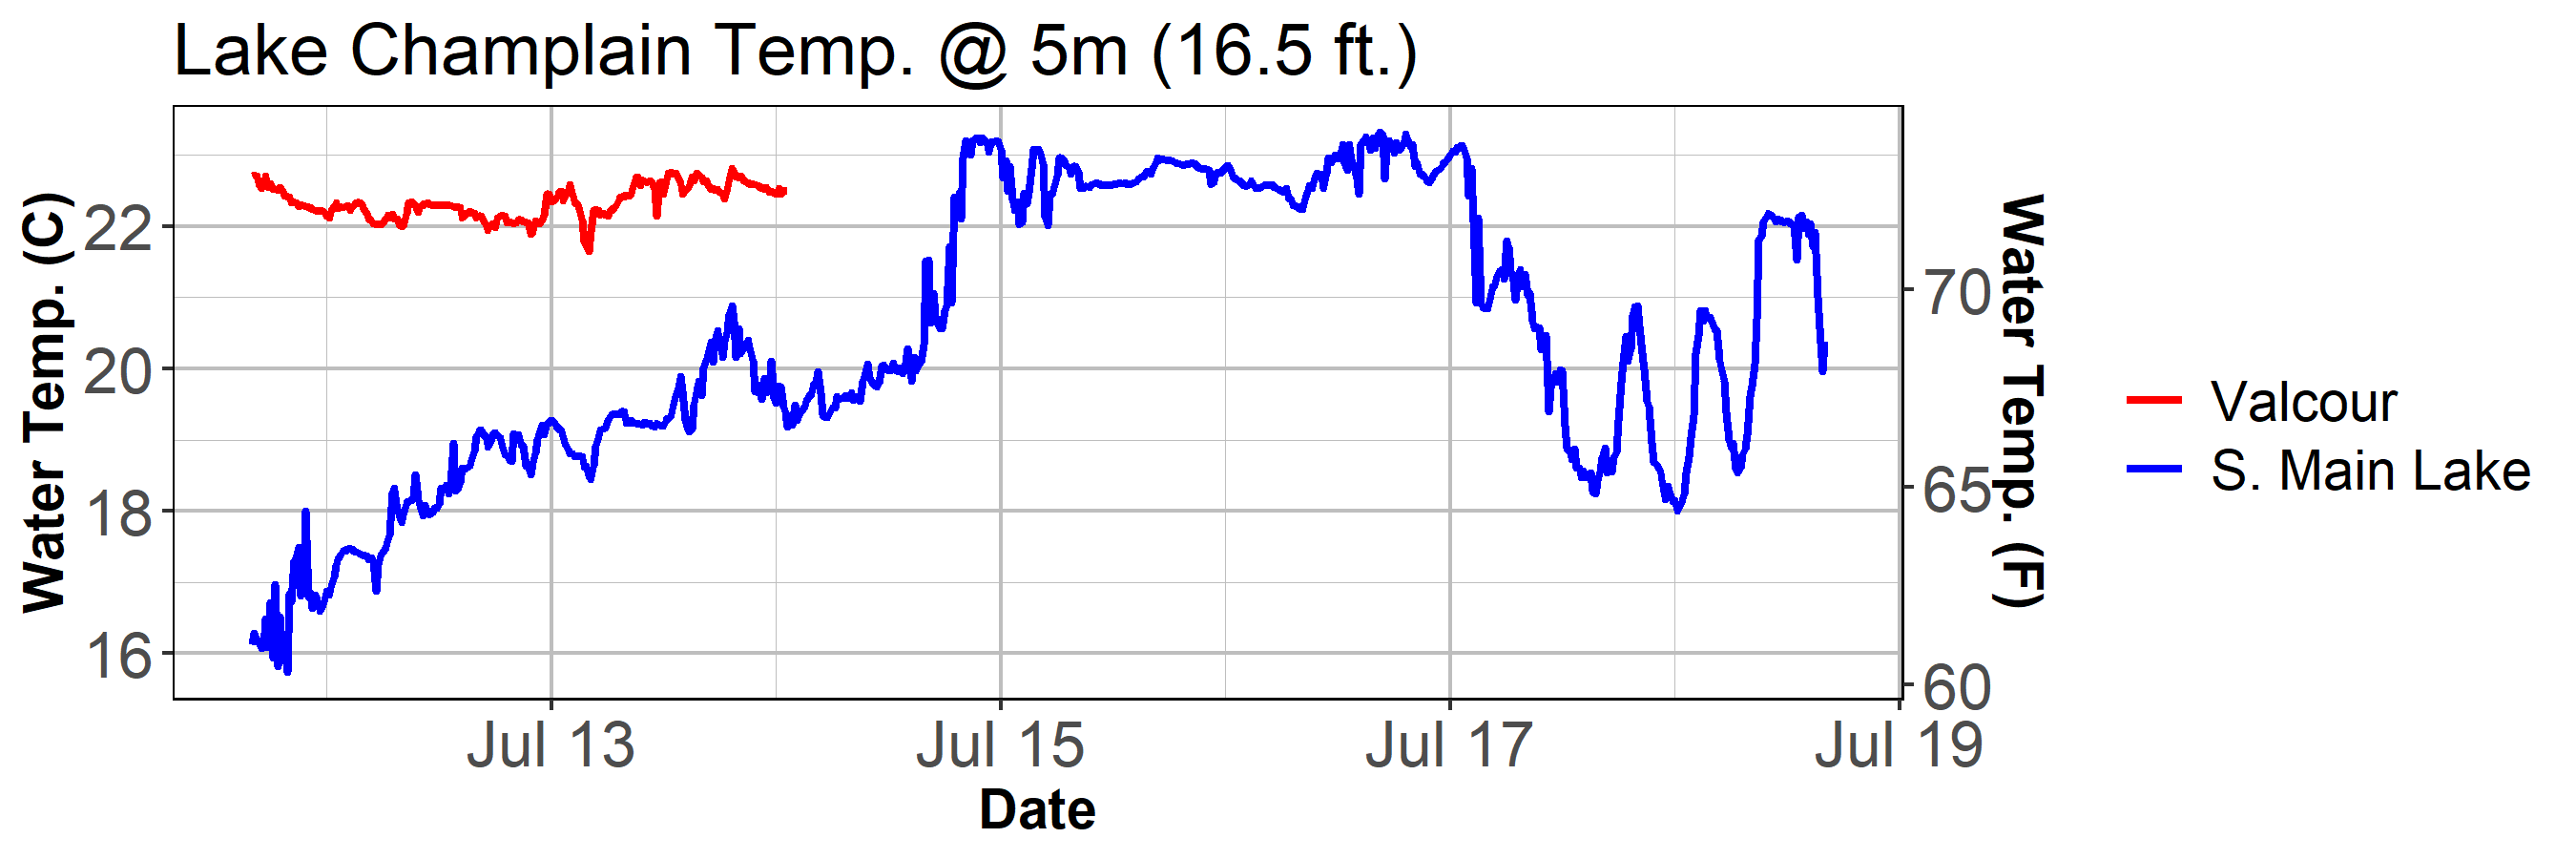 Lake Champlain Temp. @ 5m (16.5 ft.)
Water Temp. (C)
22
20
18
16
70
65
60
Water Temp. (F)
Jul 13
Jul 15
Jul 17
Jul 19
Date
Valcour
S. Main Lake